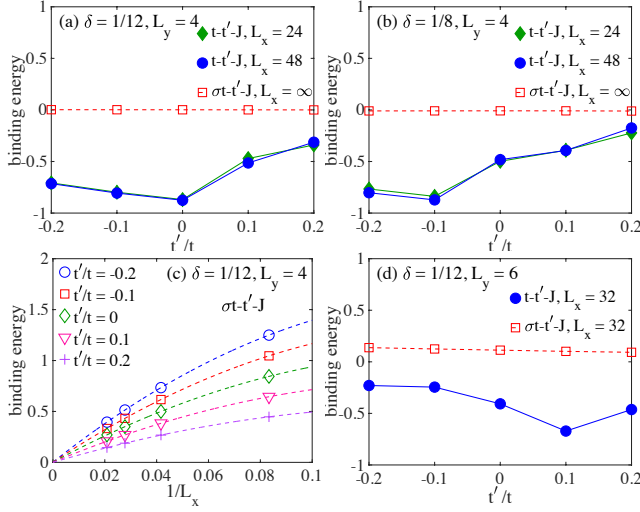 (a) δ = 1/12, L_y = 4
t-t′-J, L_x = 24
t-t′-J, L_x = 48
σt-t′-J, L_x = ∞
binding energy
1
0.5
0
-0.5
-1
-0.2 -0.1 0 0.1 0.2
t′/t
(b) δ = 1/8, L_y = 4
t-t′-J, L_x = 24
t-t′-J, L_x = 48
σt-t′-J, L_x = ∞
binding energy
1
0.5
0
-0.5
-1
-0.2 -0.1 0 0.1 0.2
t′/t
(c) δ = 1/12, L_y = 4
t′/t = -0.2
t′/t = -0.1
t′/t = 0
t′/t = 0.1
t′/t = 0.2
σt-t′-J
binding energy
2
1.5
1
0.5
0
0 0.02 0.04 0.06 0.08 0.1
1/L_x
(d) δ = 1/12, L_y = 6
t-t′-J, L_x = 32
σt-t′-J, L_x = 32
binding energy
1
0.5
0
-0.5
-1
-0.2 -0.1 0 0.1 0.2
t′/t